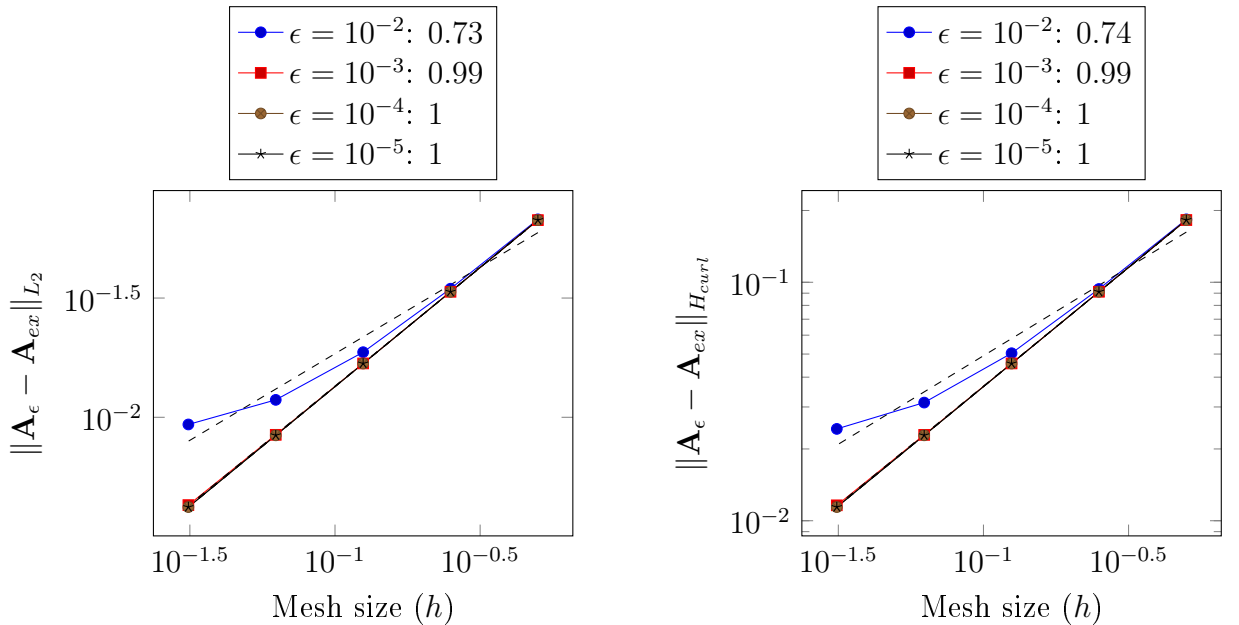 ϵ = 10⁻²: 0.73
ϵ = 10⁻³: 0.99
ϵ = 10⁻⁴: 1
ϵ = 10⁻⁵: 1
10⁻¹·⁵
10⁻²
‖𝐀_ϵ − 𝐀_{ex}‖_{L_2}
10⁻¹·⁵ 10⁻¹ 10⁻⁰·⁵
Mesh size (h)
ϵ = 10⁻²: 0.74
ϵ = 10⁻³: 0.99
ϵ = 10⁻⁴: 1
ϵ = 10⁻⁵: 1
10⁻¹
10⁻²
‖𝐀_ϵ − 𝐀_{ex}‖_{H_{curl}}
10⁻¹·⁵ 10⁻¹ 10⁻⁰·⁵
Mesh size (h)